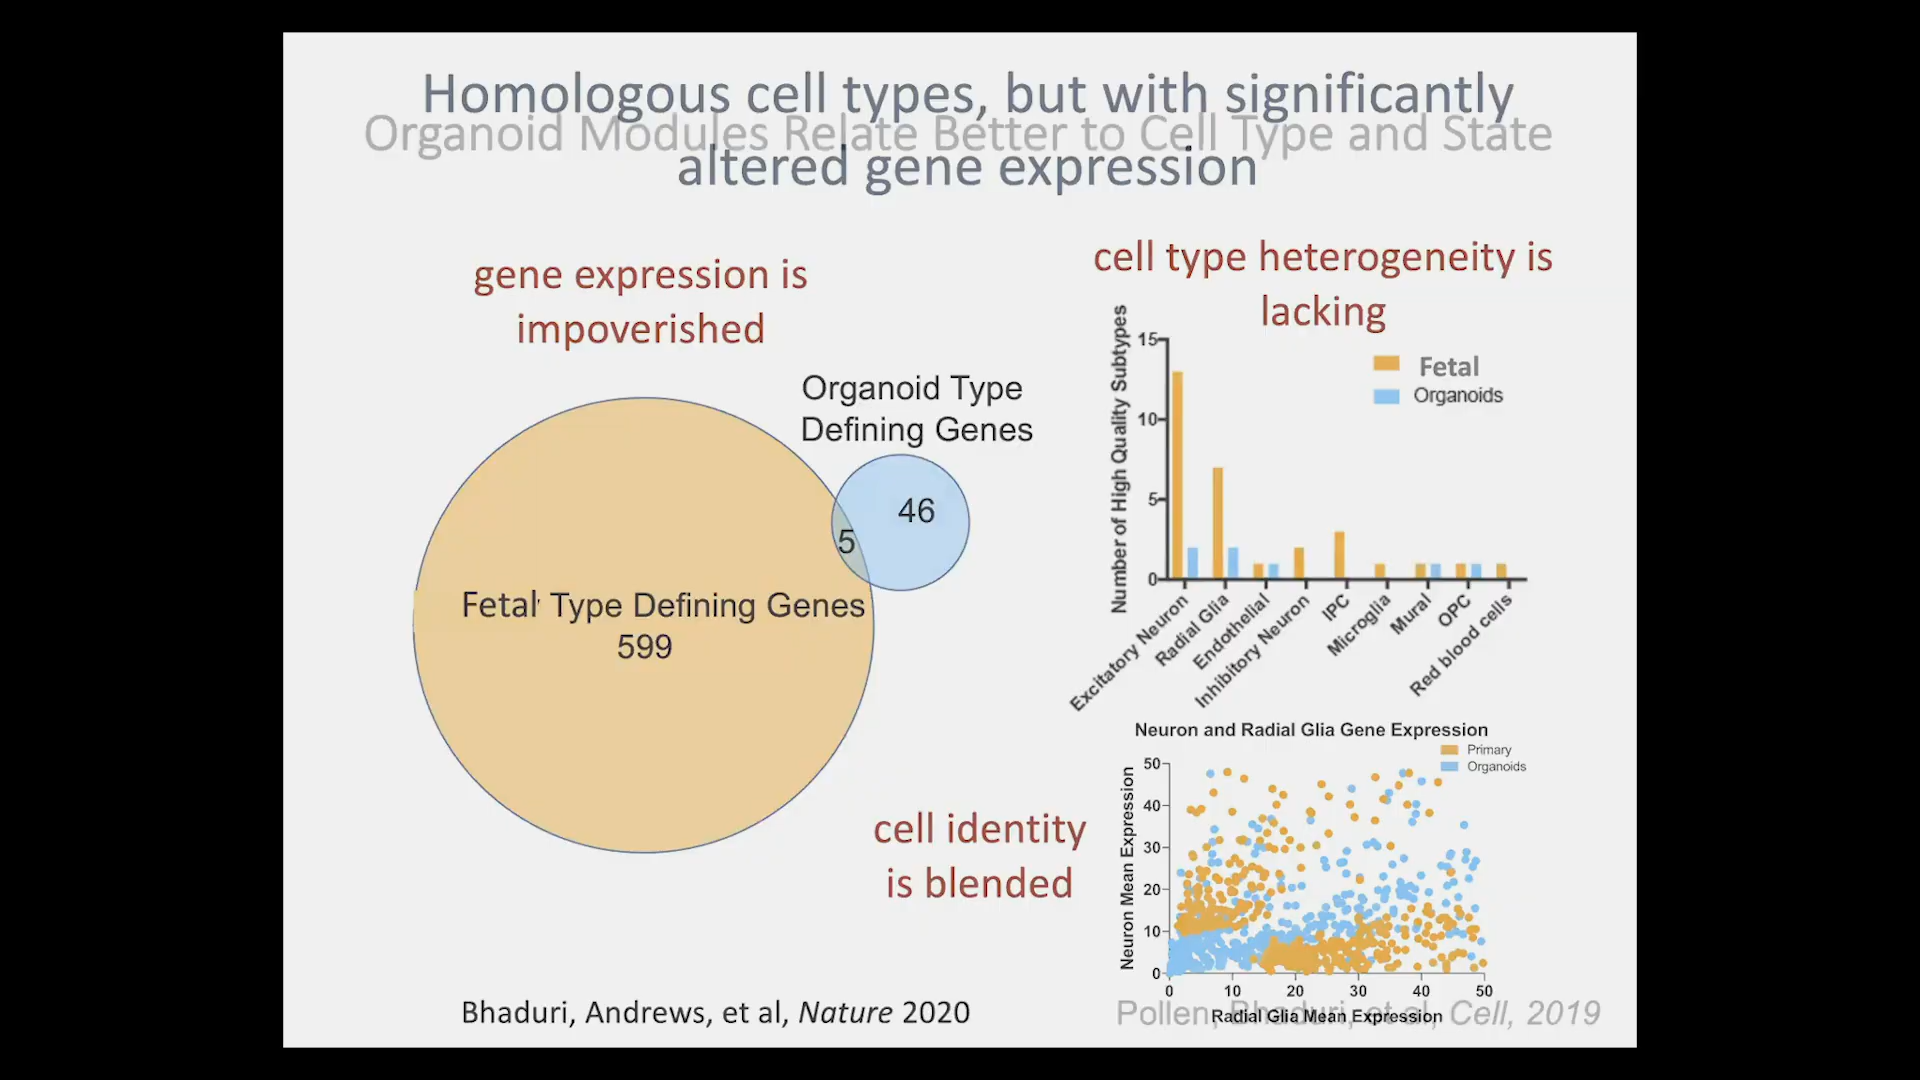 Homologous cell types, but with significantly
Organoid Modules Relate Better to Cell Type and State
altered gene expression
gene expression is
impoverished
Organoid Type
Defining Genes
46
5
Fetal Type Defining Genes
599
cell type heterogeneity is
lacking
Number of High Quality Subtypes
15
10
5
0
Fetal
Organoids
Excitatory Neuron
Radial Glia
Endothelial
Inhibitory Neuron
IPC
Microglia
Mural
OPC
Red blood cells
cell identity
is blended
Neuron and Radial Glia Gene Expression
Primary
Organoids
Neuron Mean Expression
50
40
30
20
10
0
0 10 20 30 40 50
Radial Glia Mean Expression
Bhaduri, Andrews, et al, Nature 2020
Pollen, Bhaduri, et al, Cell, 2019